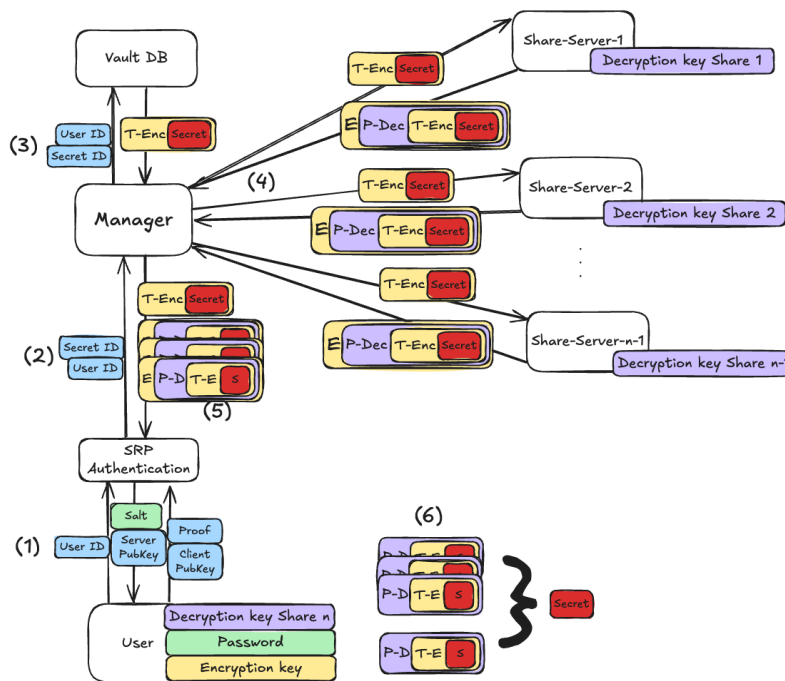 Vault DB
Share-Server-1
Decryption key Share 1
T-Enc Secret
E P-Dec T-Enc Secret
(3)
User ID
Secret ID
T-Enc Secret
(4)
Manager
T-Enc Secret
Share-Server-2
Decryption key Share 2
E P-Dec T-Enc Secret
T-Enc Secret
T-Enc Secret
Share-Server-n-1
E P-Dec T-Enc Secret
(2)
Secret ID
User ID
E P-D T-E S
(5)
SRP
Authentication
(1)
User ID
Salt
Server
PubKey
Proof
Client
PubKey
(6)
P-D T-E S
P-D T-E S
Secret
User
Decryption key Share n
Password
Encryption key